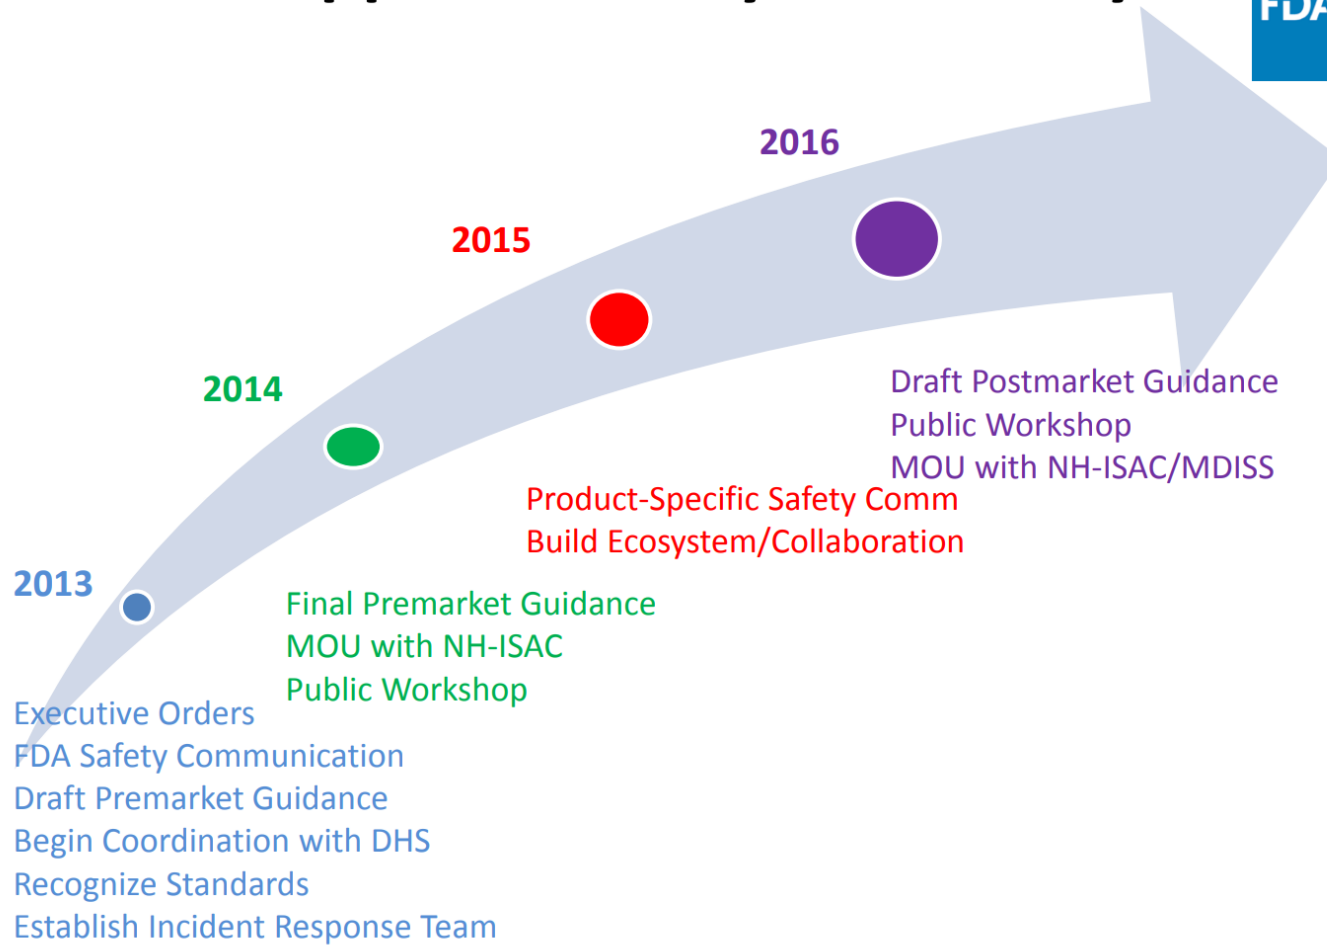 FDA
2016
2015
2014
2013
Draft Postmarket Guidance
Public Workshop
MOU with NH-ISAC/MDISS
Product-Specific Safety Comm
Build Ecosystem/Collaboration
Final Premarket Guidance
MOU with NH-ISAC
Public Workshop
Executive Orders
FDA Safety Communication
Draft Premarket Guidance
Begin Coordination with DHS
Recognize Standards
Establish Incident Response Team